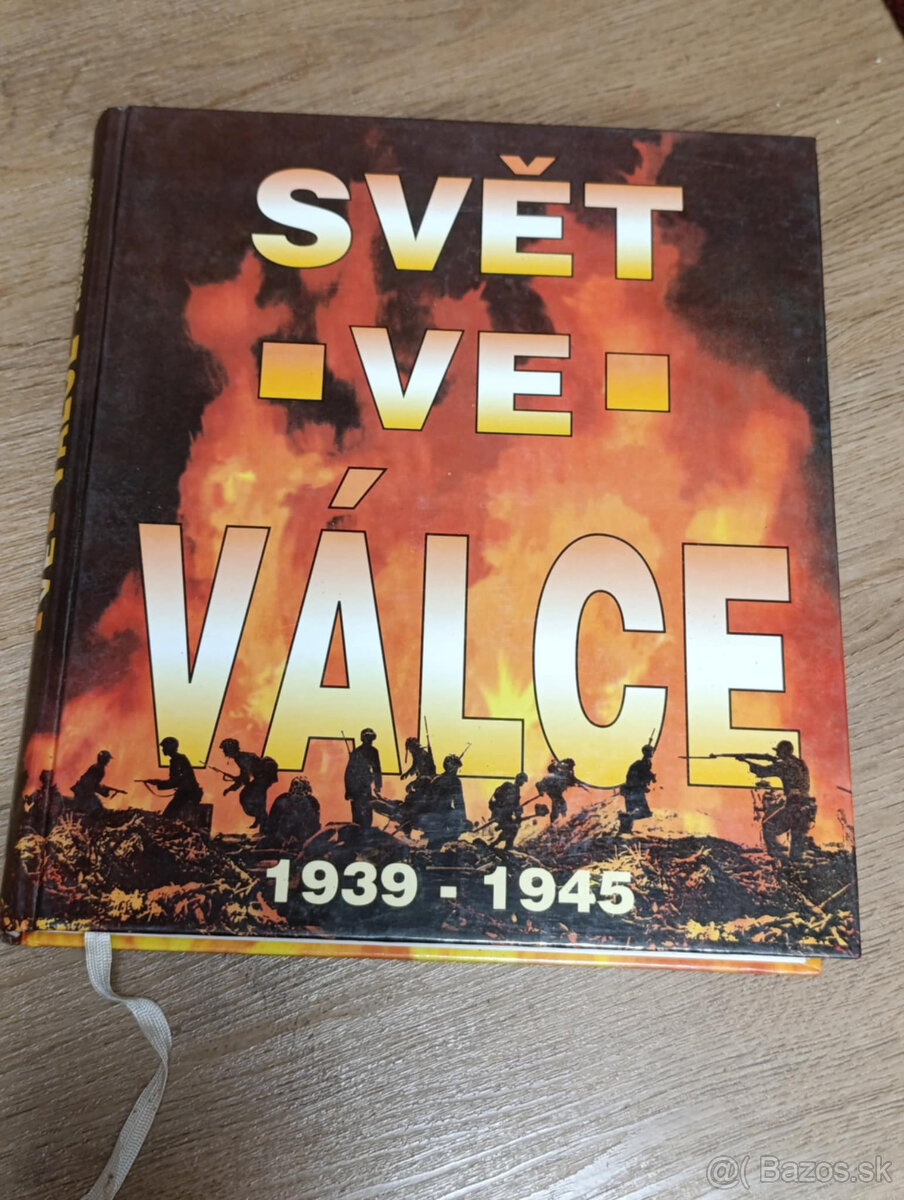 SVĚT
VE
VÁLCE
1939 - 1945
@( Bazos.sk